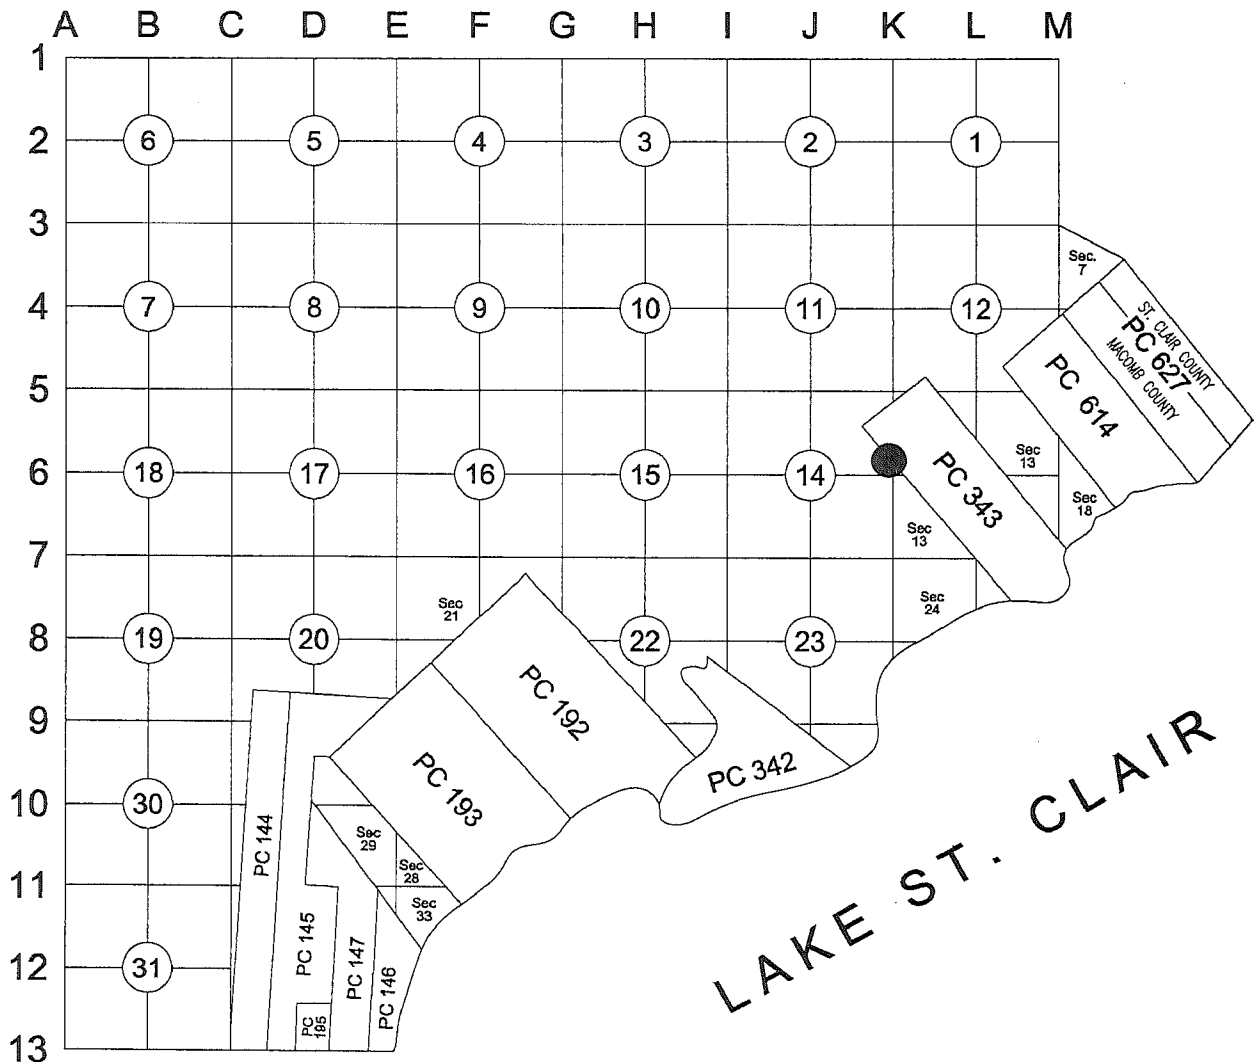 A B C D E F G H I J K L M
1
2 6 5 4 3 2 1
3
Sec.
7
4 7 8 9 10 11 12
ST. CLAIR COUNTY
PC 627
MACOMB COUNTY
5
PC 614
6 18 17 16 15 14
Sec
13
PC 343
Sec
18
Sec
13
7
Sec
21
Sec
24
8 19 20 22 23
PC 192
9
PC 342
PC 193
10 30
PC 144
Sec
29
Sec
28
11
Sec
33
PC 145
PC 147
12 31
PC 146
PC
195
13
LAKE ST. CLAIR